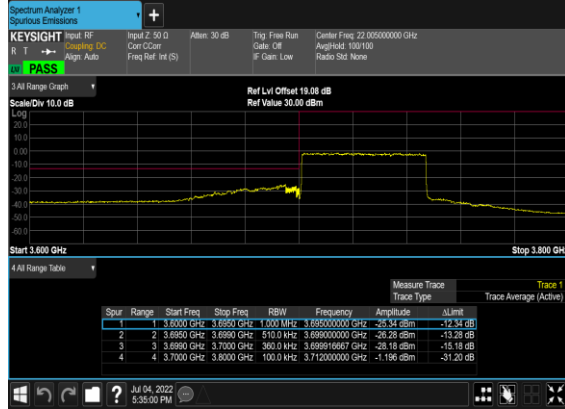 Spectrum Analyzer 1
Spurious Emissions
KEYSIGHT Input: RF Input Z: 50 Ω Atten: 30 dB Trig: Free Run Center Freq: 22.005000000 GHz
R T Coupling: DC Corr CCorr Gate: Off Avg|Hold: 100/100
Align: Auto Freq Ref: Int (S) IF Gain: Low Radio Std: None
PASS
3 All Range Graph
Ref Lvl Offset 19.08 dB
Scale/Div 10.0 dB Ref Value 30.00 dBm
Log
20.0
10.0
0.00
-10.0
-20.0
-30.0
-40.0
-50.0
-60.0
Start 3.600 GHz Stop 3.800 GH
4 All Range Table
Measure Trace Trace 1
Trace Type Trace Average (Active)
Spur Range Start Freq Stop Freq RBW Frequency Amplitude ΔLimit
1 1 3.6000 GHz 3.6950 GHz 1.000 MHz 3.695000000 GHz -25.34 dBm -12.34 dB
2 2 3.6950 GHz 3.6990 GHz 510.0 kHz 3.699000000 GHz -26.28 dBm -13.28 dB
3 3 3.6990 GHz 3.7000 GHz 360.0 kHz 3.699916667 GHz -28.18 dBm -15.18 dB
4 4 3.7000 GHz 3.8000 GHz 100.0 kHz 3.712000000 GHz -1.196 dBm -31.20 dB
? Jul 04, 2022
5:35:00 PM